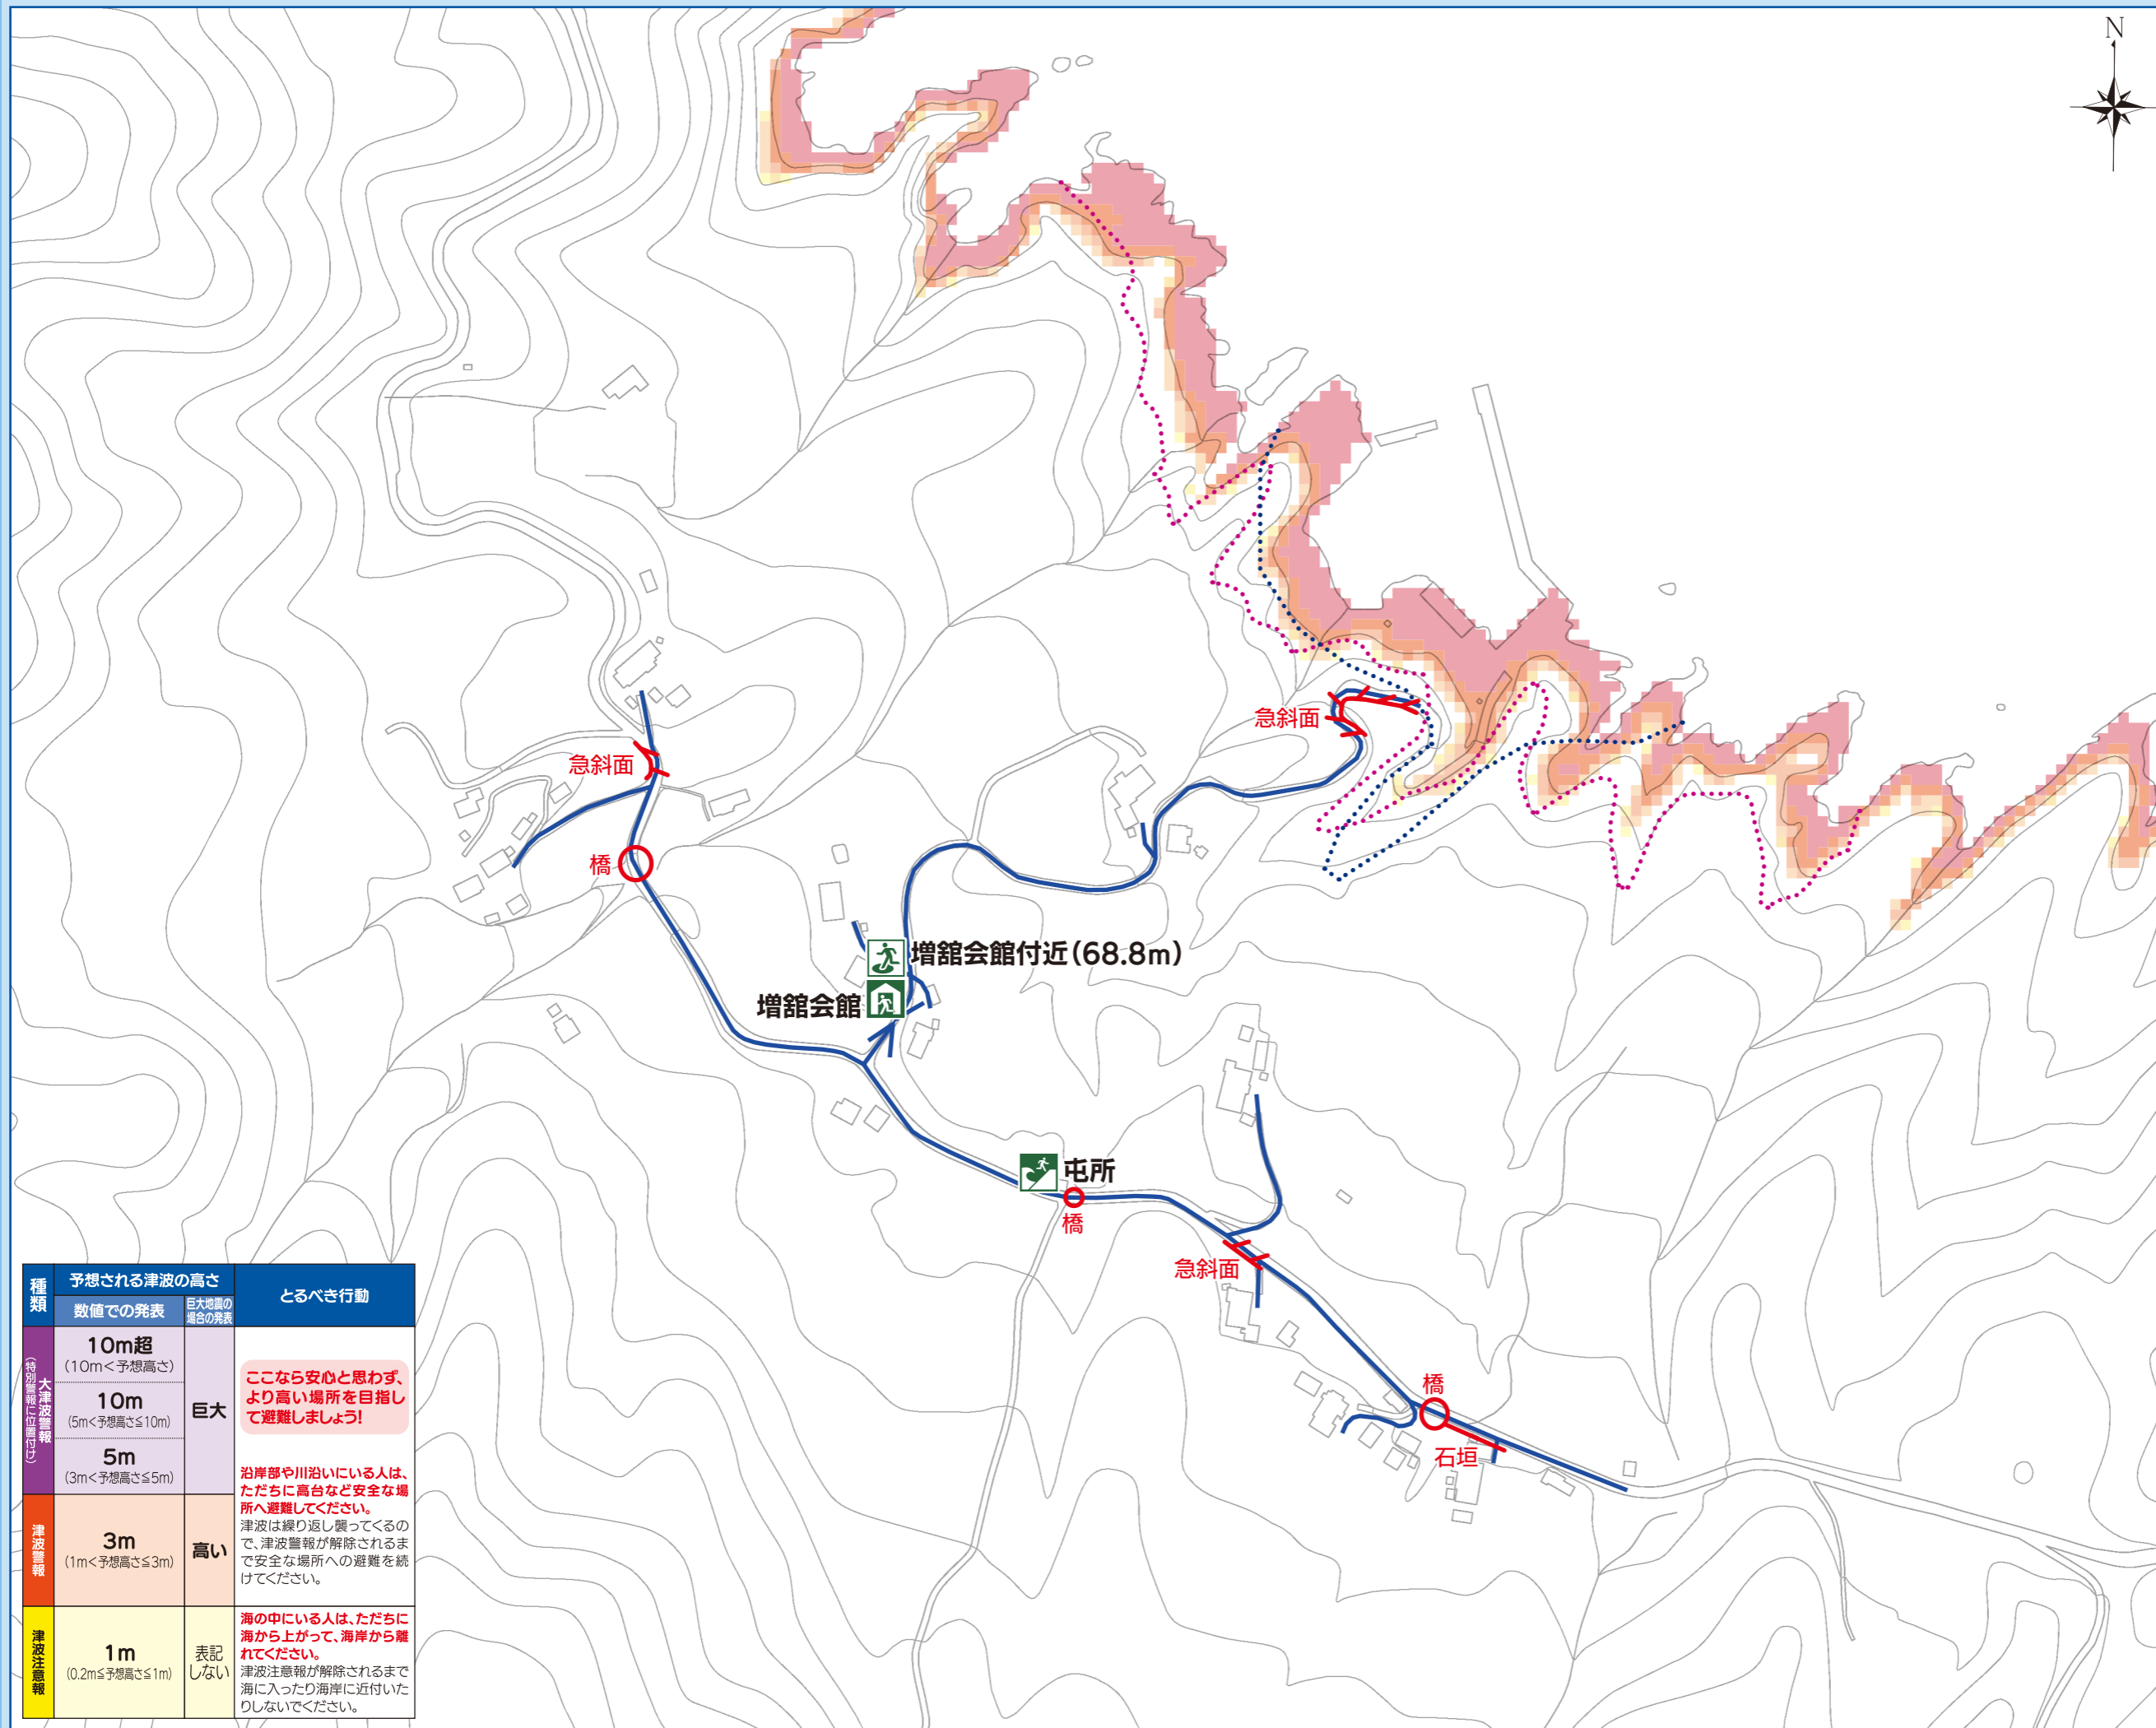 N
急斜面
急斜面
橋
増舘会館付近(68.8m)
増舘会館
屯所
橋
急斜面
橋
石垣
種類
予想される津波の高さ
数値での発表
巨大地震の
場合の発表
とるべき行動
大津波警報
(特別警報に位置付け)
10m超
(10m<予想高さ)
10m
(5m<予想高さ≦10m)
5m
(3m<予想高さ≦5m)
巨大
ここなら安心と思わず、
より高い場所を目指し
て避難しましょう!
沿岸部や川沿いにいる人は、
ただちに高台など安全な場
所へ避難してください。
津波は繰り返し襲ってくるの
で、津波警報が解除されるま
で安全な場所への避難を続
けてください。
津波警報
3m
(1m<予想高さ≦3m)
高い
津波注意報
1m
(0.2m≦予想高さ≦1m)
表記
しない
海の中にいる人は、ただちに
海から上がって、海岸から離
れてください。
津波注意報が解除されるまで
海に入ったり海岸に近付いた
りしないでください。